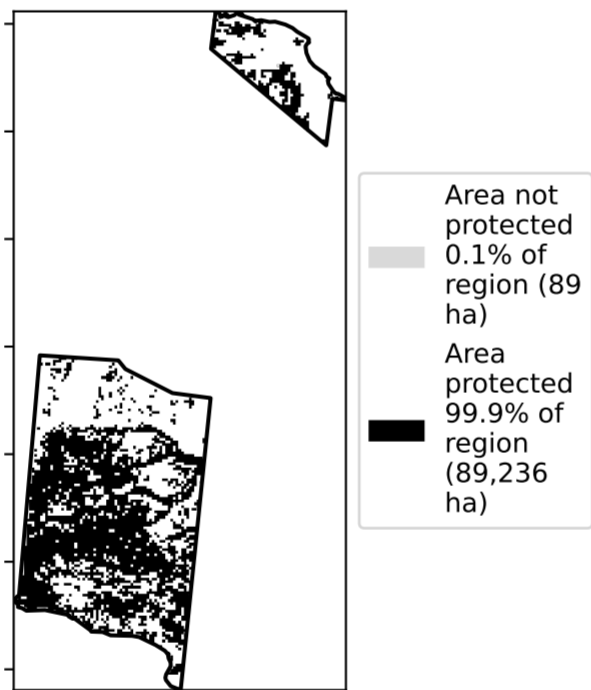 Area not
protected
0.1% of
region (89
ha)
Area
protected
99.9% of
region
(89,236
ha)